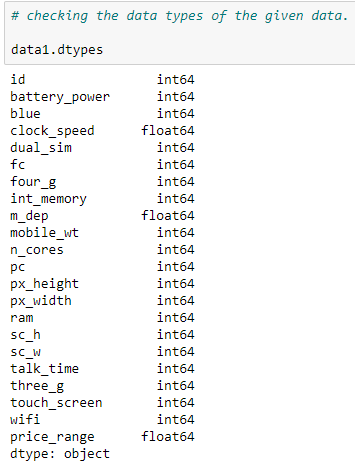 # checking the data types of the given data.
data1.dtypes
id int64
battery_power int64
blue int64
clock_speed float64
dual_sim int64
fc int64
four_g int64
int_memory int64
m_dep float64
mobile_wt int64
n_cores int64
pc int64
px_height int64
px_width int64
ram int64
sc_h int64
sc_w int64
talk_time int64
three_g int64
touch_screen int64
wifi int64
price_range float64
dtype: object